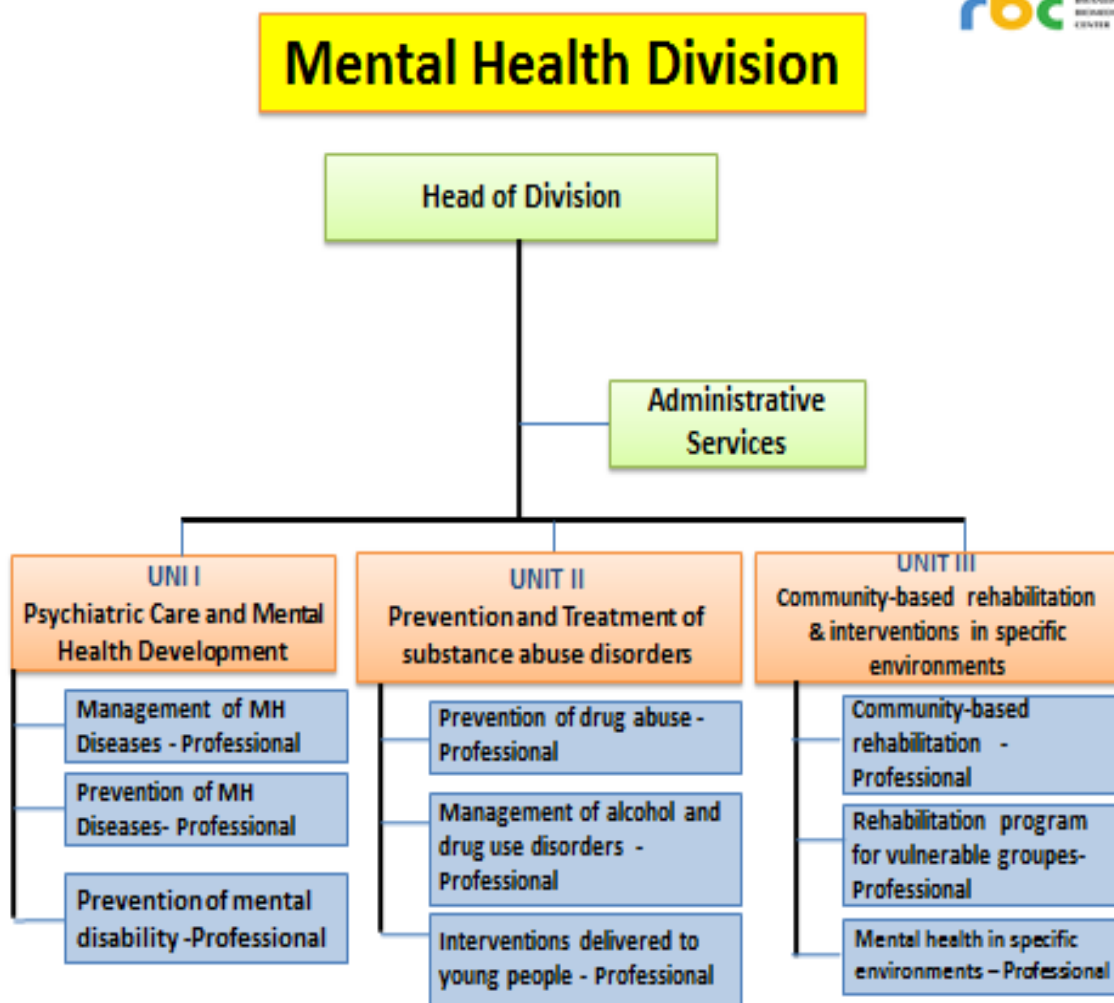 rbc
CENTER
Mental Health Division
Head of Division
Administrative
Services
UNI I
Psychiatric Care and Mental
Health Development
Management of MH
Diseases - Professional
Prevention of MH
Diseases- Professional
Prevention of mental
disability -Professional
UNIT II
Prevention and Treatment of
substance abuse disorders
Prevention of drug abuse -
Professional
Management of alcohol and
drug use disorders -
Professional
Interventions delivered to
young people - Professional
UNIT III
Community-based rehabilitation
& interventions in specific
environments
Community-based
rehabilitation -
Professional
Rehabilitation program
for vulnerable groupes-
Professional
Mental health in specific
environments – Professional